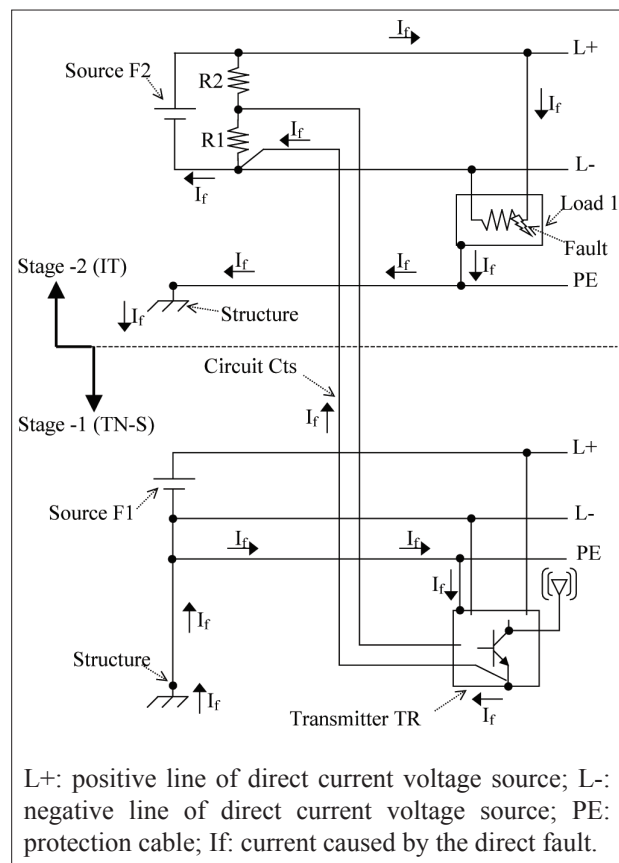 If
L+
Source F2
R2
If
R1
If
L-
If
Load 1
Fault
If
If
If
PE
Stage -2 (IT)
If
Structure
Circuit Cts
If
Stage -1 (TN-S)
L+
Source F1
L-
If
If
PE
If
If
Structure
If
Transmitter TR
If
L+: positive line of direct current voltage source; L-:
negative line of direct current voltage source; PE:
protection cable; If: current caused by the direct fault.